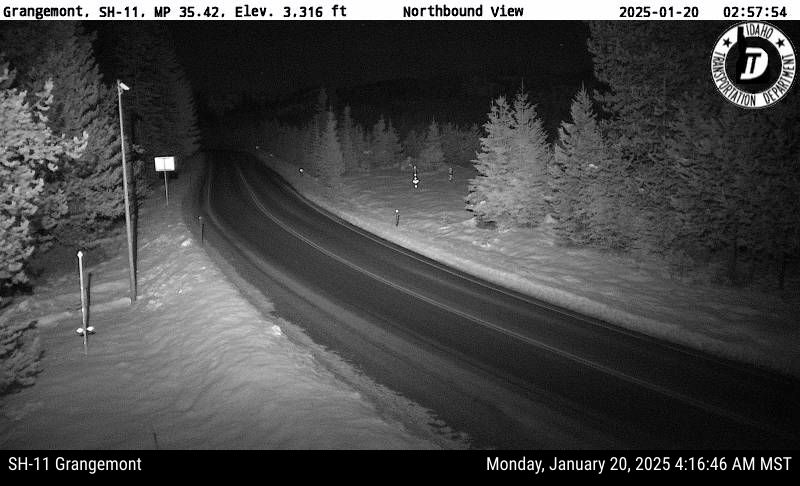 Grangemont, SH-11, MP 35.42, Elev. 3,316 ft Northbound View 2025-01-20 02:57:54
IDAHO
TRANSPORTATION DEPARTMENT
SH-11 Grangemont Monday, January 20, 2025 4:16:46 AM MST